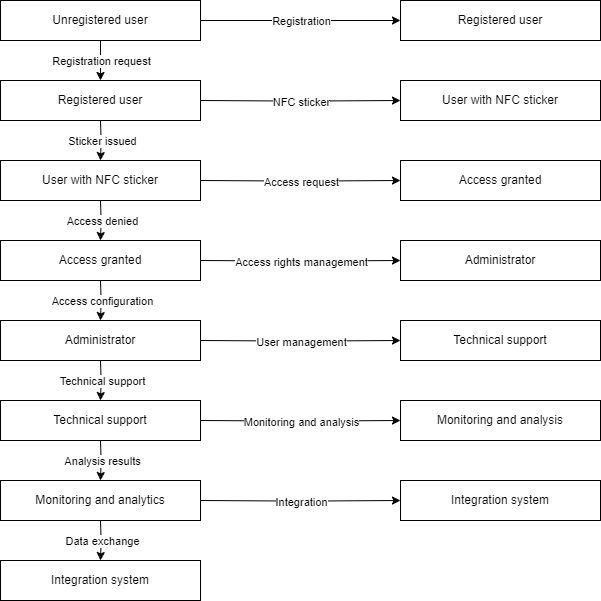 Unregistered user
Registration
Registered user
Registration request
Registered user
NFC sticker
User with NFC sticker
Sticker issued
User with NFC sticker
Access request
Access granted
Access denied
Access granted
Access rights management
Administrator
Access configuration
Administrator
User management
Technical support
Technical support
Technical support
Monitoring and analysis
Monitoring and analysis
Analysis results
Monitoring and analytics
Integration
Integration system
Data exchange
Integration system